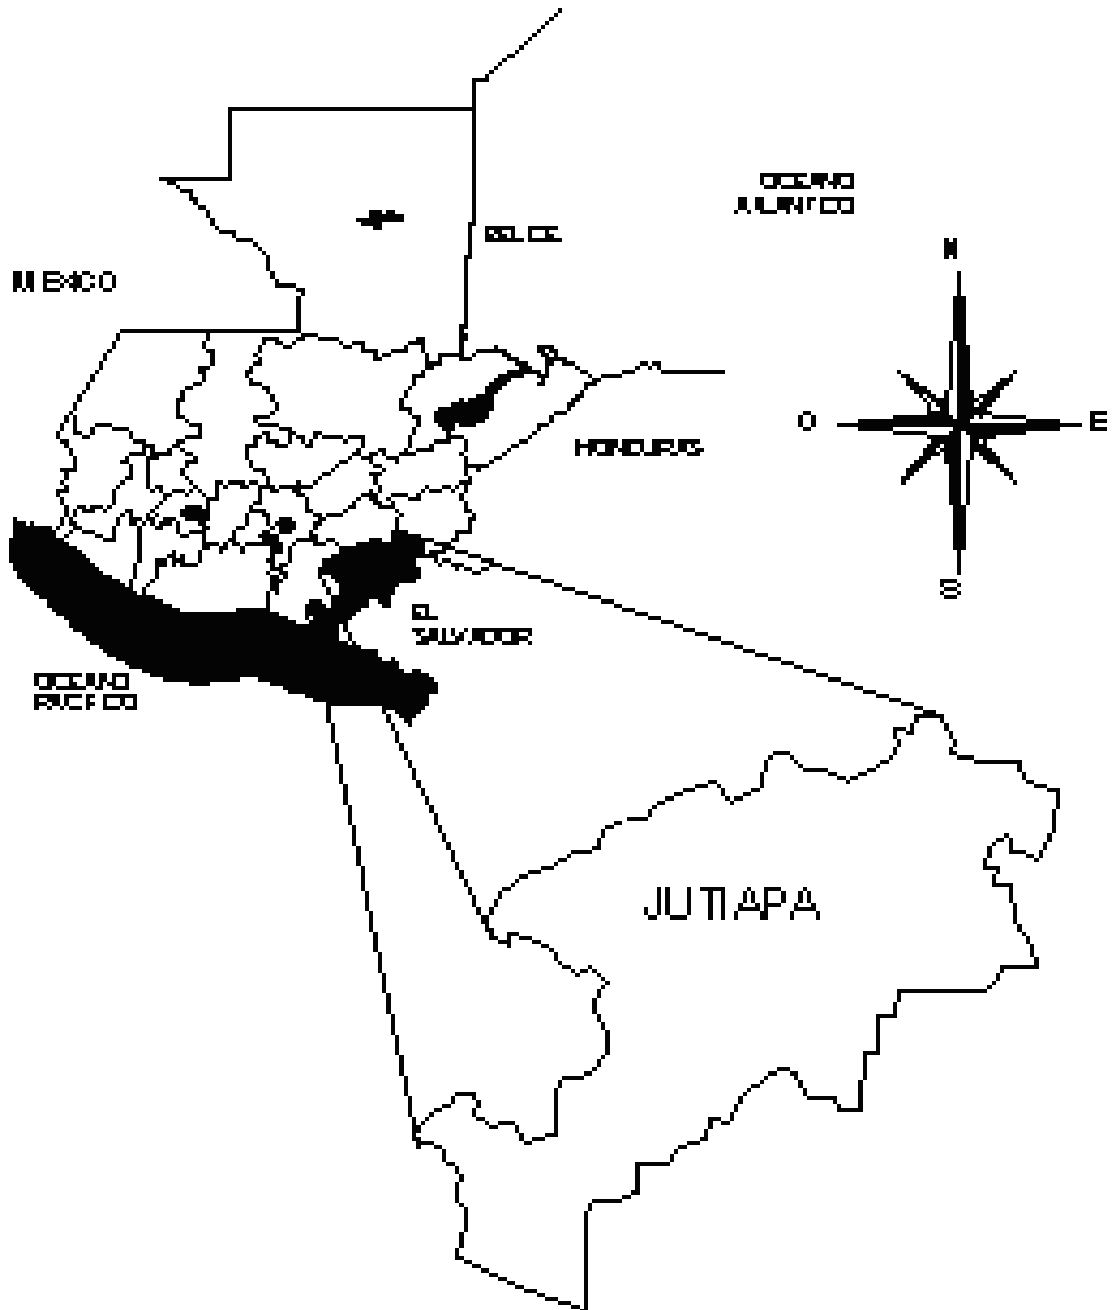 OCEANO
ATLANTICO
BELICE
MEXICO
N
O
E
HONDURAS
S
EL
SALVADOR
OCEANO
PACIFICO
JUTIAPA